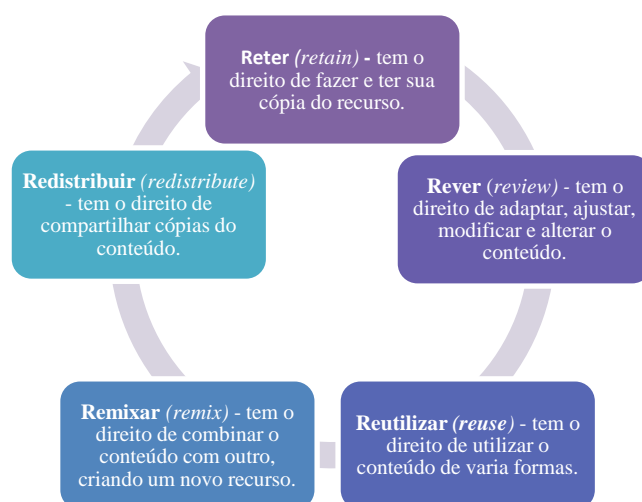 Reter (retain) - tem o
direito de fazer e ter sua
cópia do recurso.
Rever (review) - tem o
direito de adaptar, ajustar,
modificar e alterar o
conteúdo.
Reutilizar (reuse) - tem o
direito de utilizar o
conteúdo de varia formas.
Remixar (remix) - tem o
direito de combinar o
conteúdo com outro,
criando um novo recurso.
Redistribuir (redistribute)
- tem o direito de
compartilhar cópias do
conteúdo.